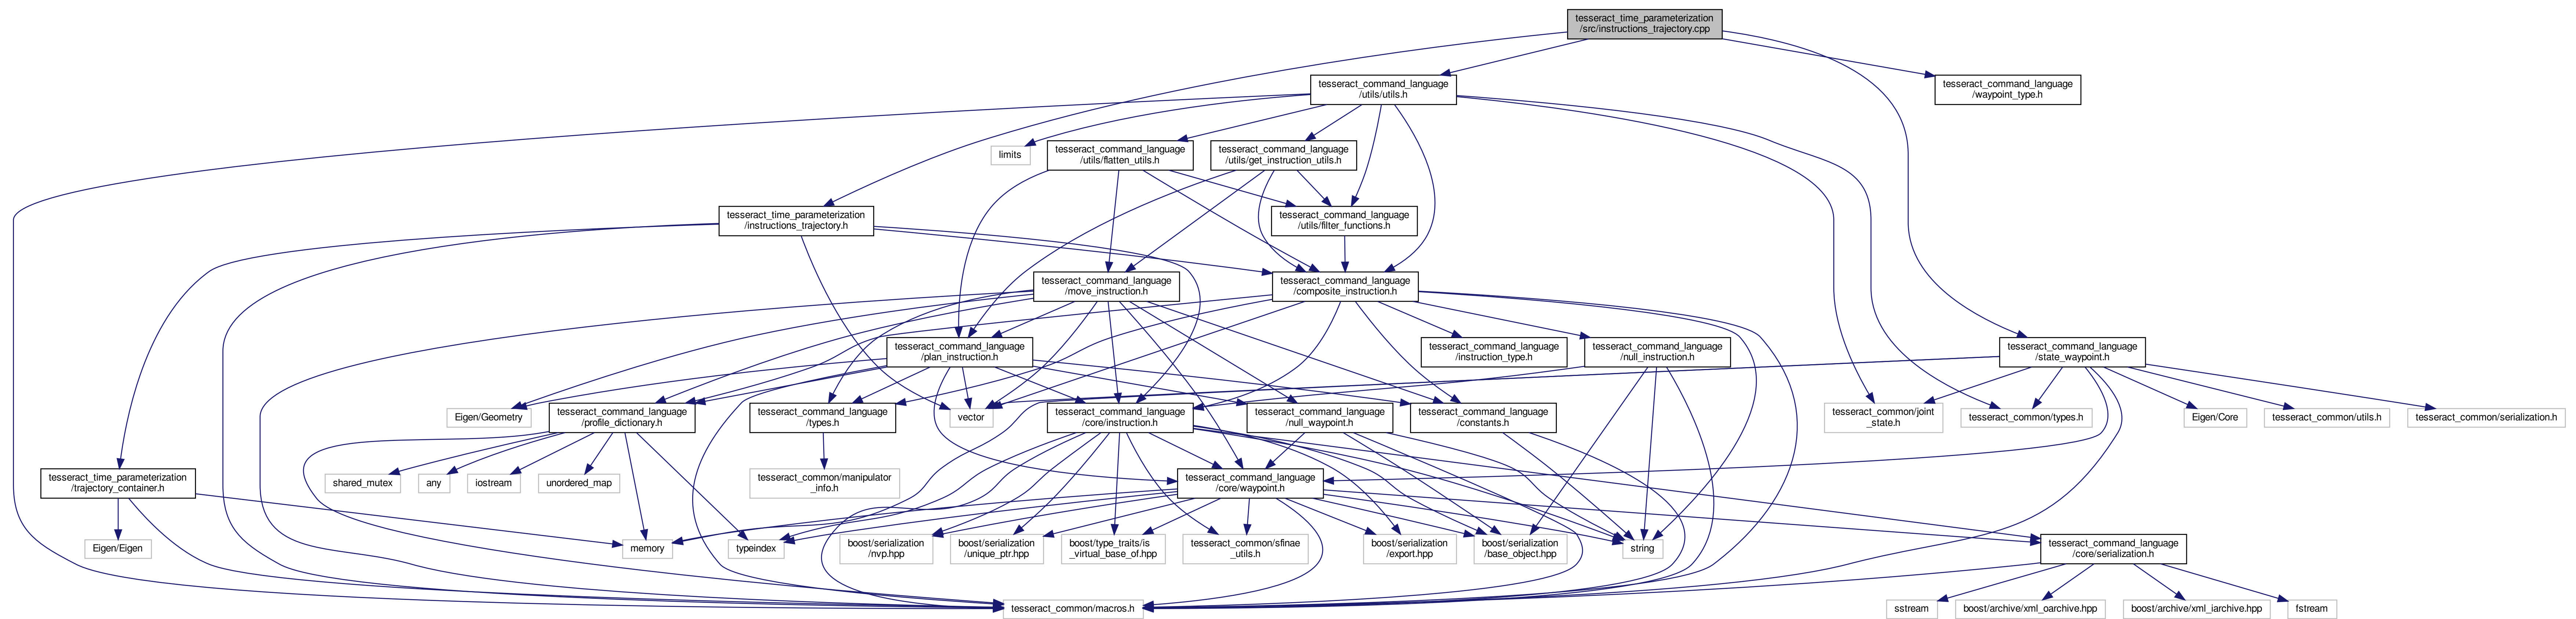 tesseract_time_parameterization
/src/instructions_trajectory.cpp
tesseract_command_language
/utils/utils.h
tesseract_command_language
/waypoint_type.h
limits
tesseract_command_language
/utils/flatten_utils.h
tesseract_command_language
/utils/get_instruction_utils.h
tesseract_time_parameterization
/instructions_trajectory.h
tesseract_command_language
/utils/filter_functions.h
tesseract_command_language
/move_instruction.h
tesseract_command_language
/composite_instruction.h
tesseract_command_language
/plan_instruction.h
tesseract_command_language
/instruction_type.h
tesseract_command_language
/null_instruction.h
tesseract_command_language
/state_waypoint.h
Eigen/Geometry
tesseract_command_language
/profile_dictionary.h
tesseract_command_language
/types.h
vector
tesseract_command_language
/core/instruction.h
tesseract_command_language
/null_waypoint.h
tesseract_command_language
/constants.h
tesseract_common/joint
_state.h
tesseract_common/types.h
Eigen/Core
tesseract_common/utils.h
tesseract_common/serialization.h
tesseract_time_parameterization
/trajectory_container.h
shared_mutex
any
iostream
unordered_map
tesseract_common/manipulator
_info.h
tesseract_command_language
/core/waypoint.h
Eigen/Eigen
memory
typeindex
boost/serialization
/nvp.hpp
boost/serialization
/unique_ptr.hpp
boost/type_traits/is
_virtual_base_of.hpp
tesseract_common/sfinae
_utils.h
boost/serialization
/export.hpp
boost/serialization
/base_object.hpp
string
tesseract_command_language
/core/serialization.h
tesseract_common/macros.h
sstream
boost/archive/xml_oarchive.hpp
boost/archive/xml_iarchive.hpp
fstream